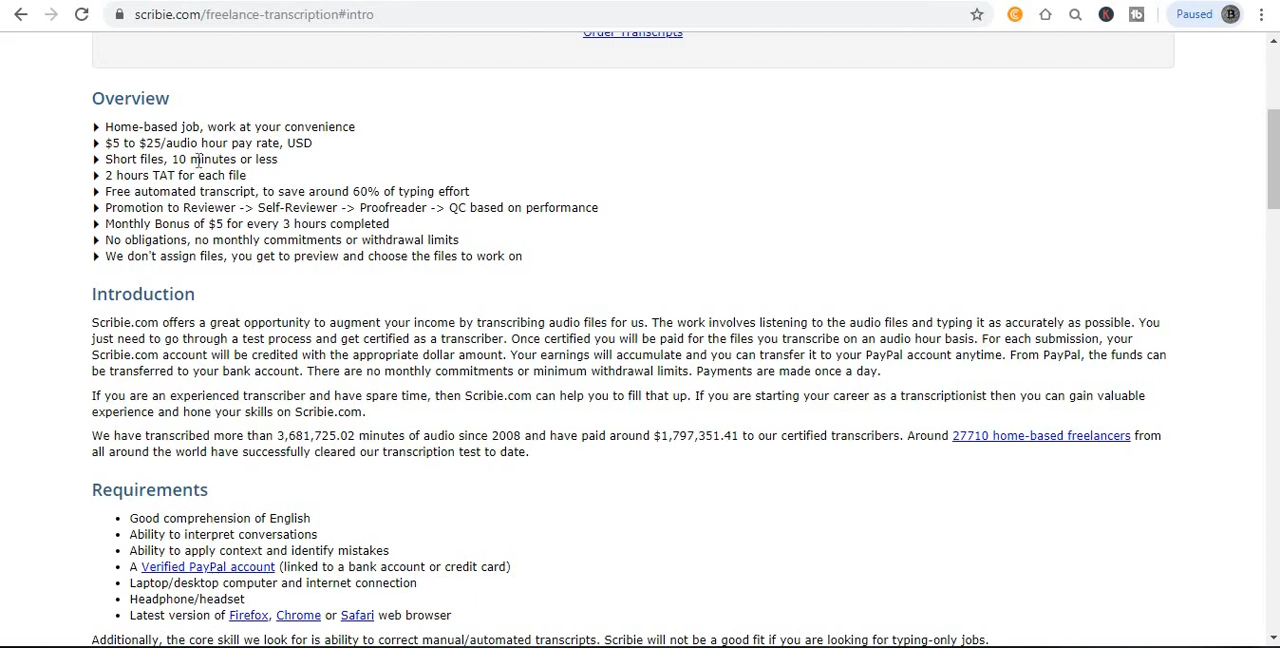 scribie.com/freelance-transcription#intro
Paused
Order Transcripts
Overview
Home-based job, work at your convenience
$5 to $25/audio hour pay rate, USD
Short files, 10 minutes or less
2 hours TAT for each file
Free automated transcript, to save around 60% of typing effort
Promotion to Reviewer -> Self-Reviewer -> Proofreader -> QC based on performance
Monthly Bonus of $5 for every 3 hours completed
No obligations, no monthly commitments or withdrawal limits
We don't assign files, you get to preview and choose the files to work on
Introduction
Scribie.com offers a great opportunity to augment your income by transcribing audio files for us. The work involves listening to the audio files and typing it as accurately as possible. You
just need to go through a test process and get certified as a transcriber. Once certified you will be paid for the files you transcribe on an audio hour basis. For each submission, your
Scribie.com account will be credited with the appropriate dollar amount. Your earnings will accumulate and you can transfer it to your PayPal account anytime. From PayPal, the funds can
be transferred to your bank account. There are no monthly commitments or minimum withdrawal limits. Payments are made once a day.
If you are an experienced transcriber and have spare time, then Scribie.com can help you to fill that up. If you are starting your career as a transcriptionist then you can gain valuable
experience and hone your skills on Scribie.com.
We have transcribed more than 3,681,725.02 minutes of audio since 2008 and have paid around $1,797,351.41 to our certified transcribers. Around 27710 home-based freelancers from
all around the world have successfully cleared our transcription test to date.
Requirements
Good comprehension of English
Ability to interpret conversations
Ability to apply context and identify mistakes
A Verified PayPal account (linked to a bank account or credit card)
Laptop/desktop computer and internet connection
Headphone/headset
Latest version of Firefox, Chrome or Safari web browser
Additionally, the core skill we look for is ability to correct manual/automated transcripts. Scribie will not be a good fit if you are looking for typing-only jobs.